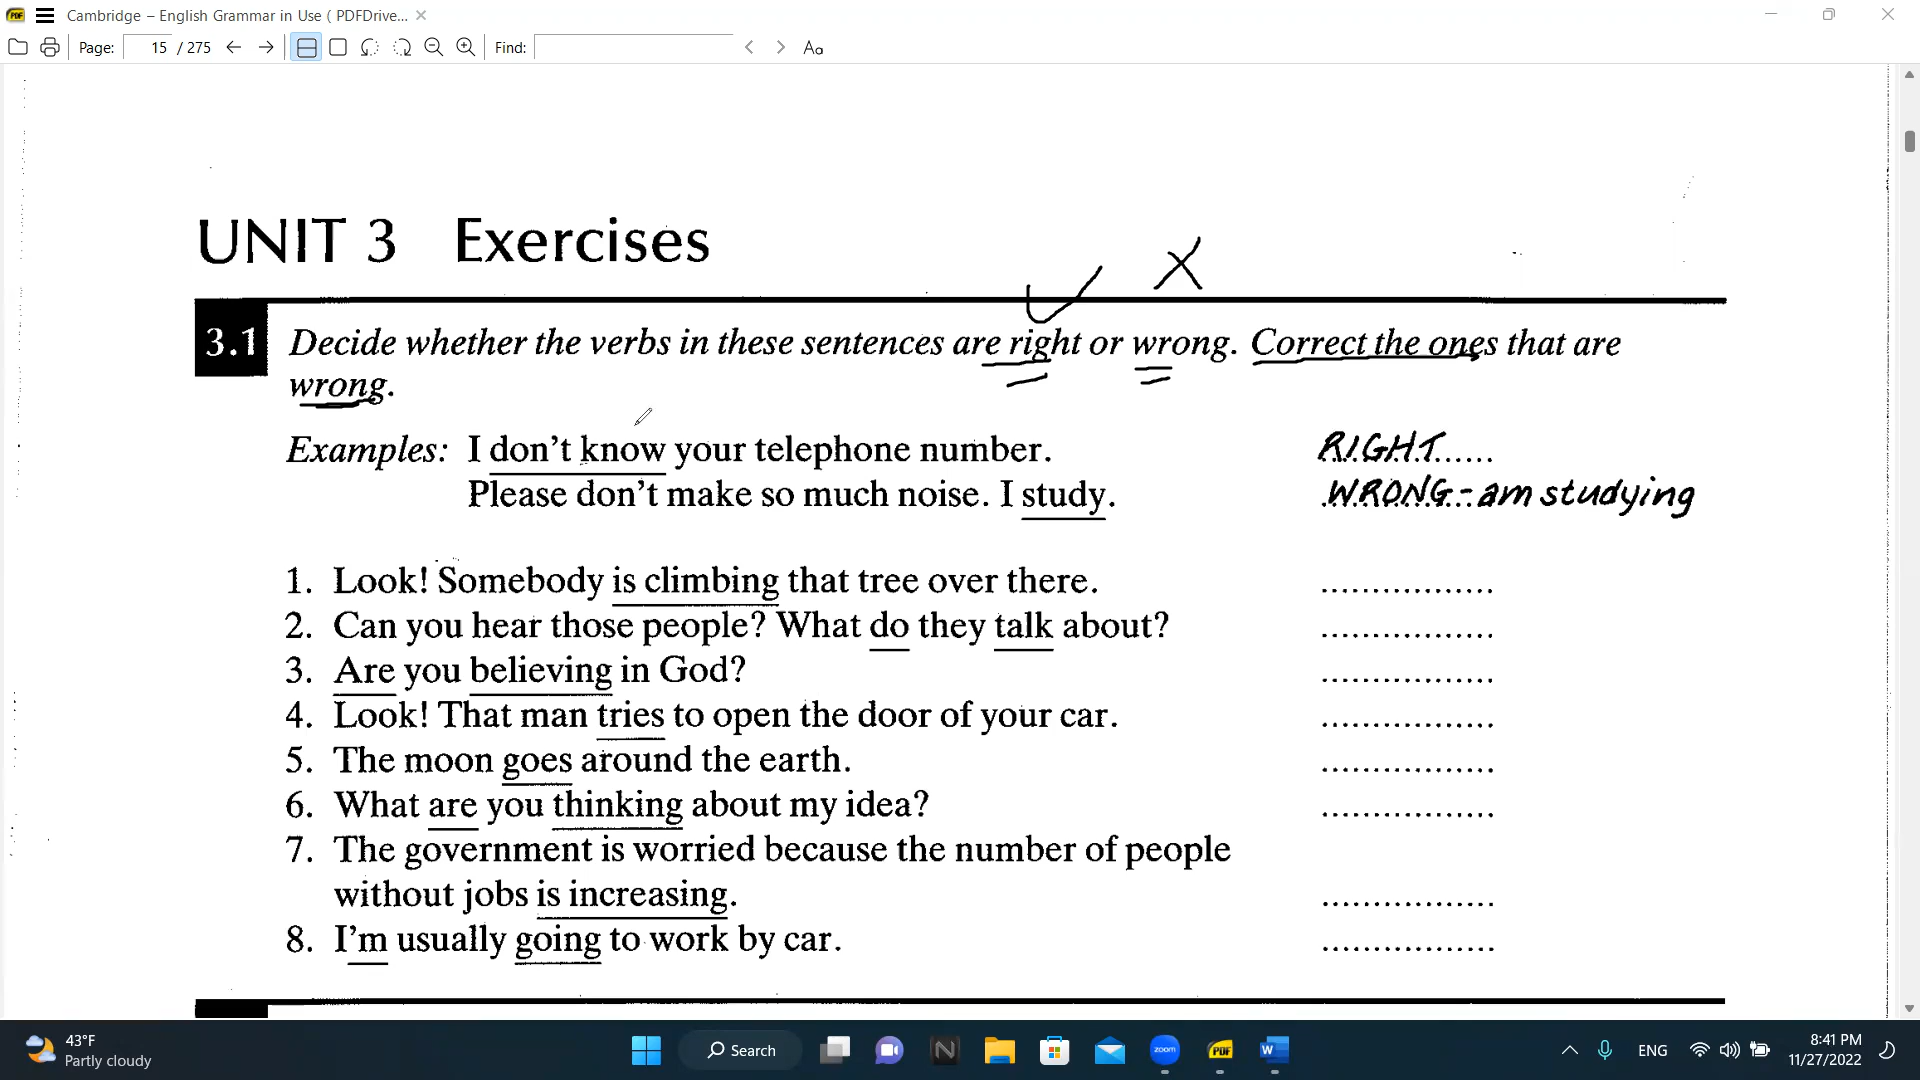 Cambridge – English Grammar in Use ( PDFDrive...
Page: 15 / 275 Find: Aa
UNIT 3 Exercises
3.1 Decide whether the verbs in these sentences are right or wrong. Correct the ones that are
wrong.
Examples: I don't know your telephone number. RIGHT......
Please don't make so much noise. I study. WRONG - am studying
1. Look! Somebody is climbing that tree over there. .................
2. Can you hear those people? What do they talk about? .................
3. Are you believing in God? .................
4. Look! That man tries to open the door of your car. .................
5. The moon goes around the earth. .................
6. What are you thinking about my idea? .................
7. The government is worried because the number of people
without jobs is increasing. .................
8. I'm usually going to work by car. .................
43°F
Partly cloudy
Search
zoom
PDF
W
ENG
8:41 PM
11/27/2022